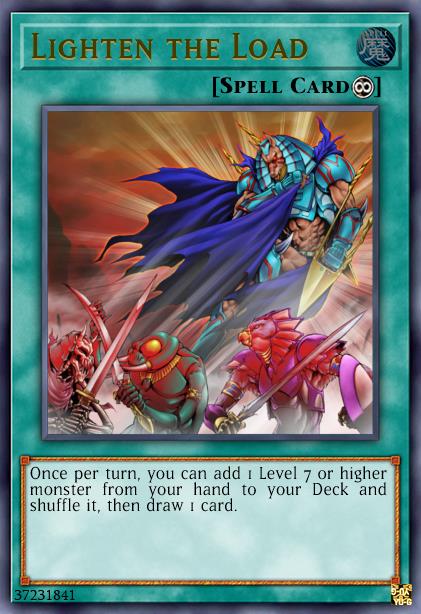 Lighten the Load
魔
[Spell Card]
Once per turn, you can add 1 Level 7 or higher
monster from your hand to your Deck and
shuffle it, then draw 1 card.
37231841